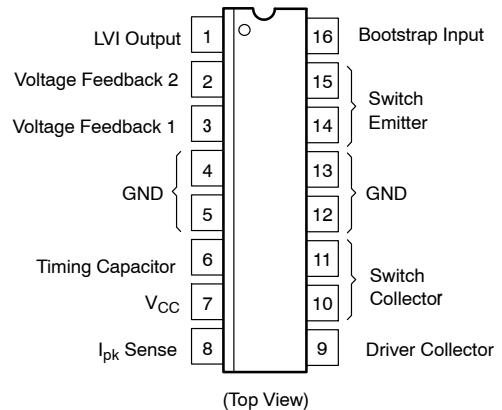 LVI Output 1 16 Bootstrap Input
Voltage Feedback 2 2 15
Switch
Emitter
Voltage Feedback 1 3 14
4 13
GND GND
5 12
Timing Capacitor 6 11
Switch
Collector
VCC 7 10
Ipk Sense 8 9 Driver Collector
(Top View)